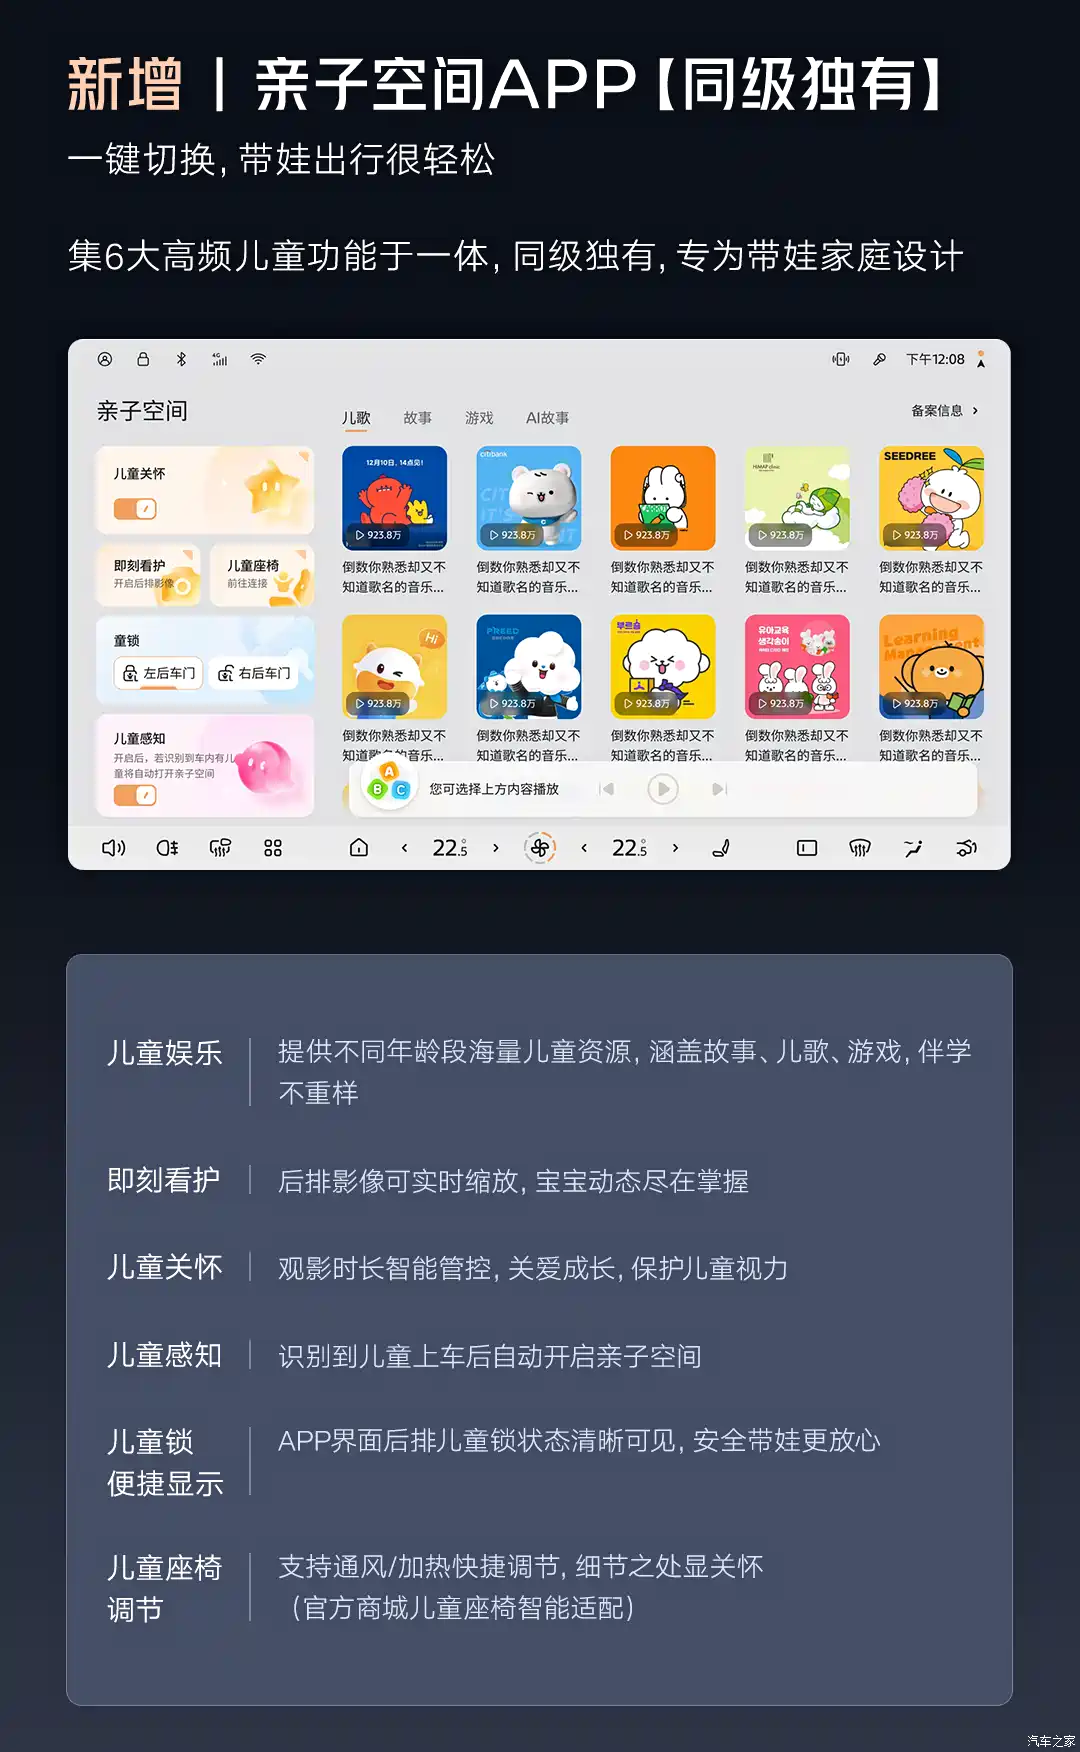 新增 | 亲子空间APP【同级独有】
一键切换, 带娃出行很轻松
集6大高频儿童功能于一体, 同级独有, 专为带娃家庭设计
4G
下午12:08
亲子空间
儿歌 故事 游戏 AI故事
备案信息 >
儿童关怀
即刻看护
开启后排影像
儿童座椅
前往连接
童锁
左后车门 右后车门
儿童感知
开启后，若识别到车内有儿
童将自动打开亲子空间
12月10日，14点见!
923.8万
倒数你熟悉却又不
知道歌名的音乐...
citibank
923.8万
倒数你熟悉却又不
知道歌名的音乐...
923.8万
倒数你熟悉却又不
知道歌名的音乐...
HiMAP clinic
923.8万
倒数你熟悉却又不
知道歌名的音乐...
SEEDREE
923.8万
倒数你熟悉却又不
知道歌名的音乐...
Hi
923.8万
倒数你熟悉却又不
知道歌名的音乐...
923.8万
倒数你熟悉却又不
知道歌名的音乐...
부르슴
923.8万
倒数你熟悉却又不
知道歌名的音乐...
유아교육
생각송이
923.8万
倒数你熟悉却又不
知道歌名的音乐...
Learning
923.8万
倒数你熟悉却又不
知道歌名的音乐...
A
B C
您可选择上方内容播放
< 22.5 > < 22.5 >
儿童娱乐
提供不同年龄段海量儿童资源, 涵盖故事、儿歌、游戏, 伴学
不重样
即刻看护
后排影像可实时缩放, 宝宝动态尽在掌握
儿童关怀
观影时长智能管控, 关爱成长, 保护儿童视力
儿童感知
识别到儿童上车后自动开启亲子空间
儿童锁
便捷显示
APP界面后排儿童锁状态清晰可见, 安全带娃更放心
儿童座椅
调节
支持通风/加热快捷调节, 细节之处显关怀
（官方商城儿童座椅智能适配）
汽车之家